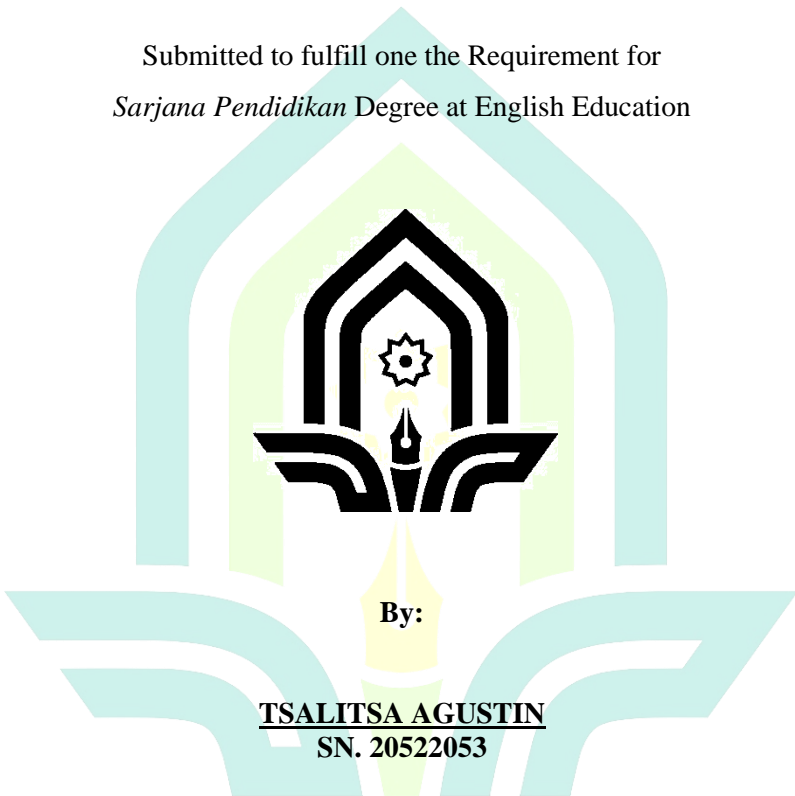 Submitted to fulfill one the Requirement for
Sarjana Pendidikan Degree at English Education
By:
TSALITSA AGUSTIN
SN. 20522053